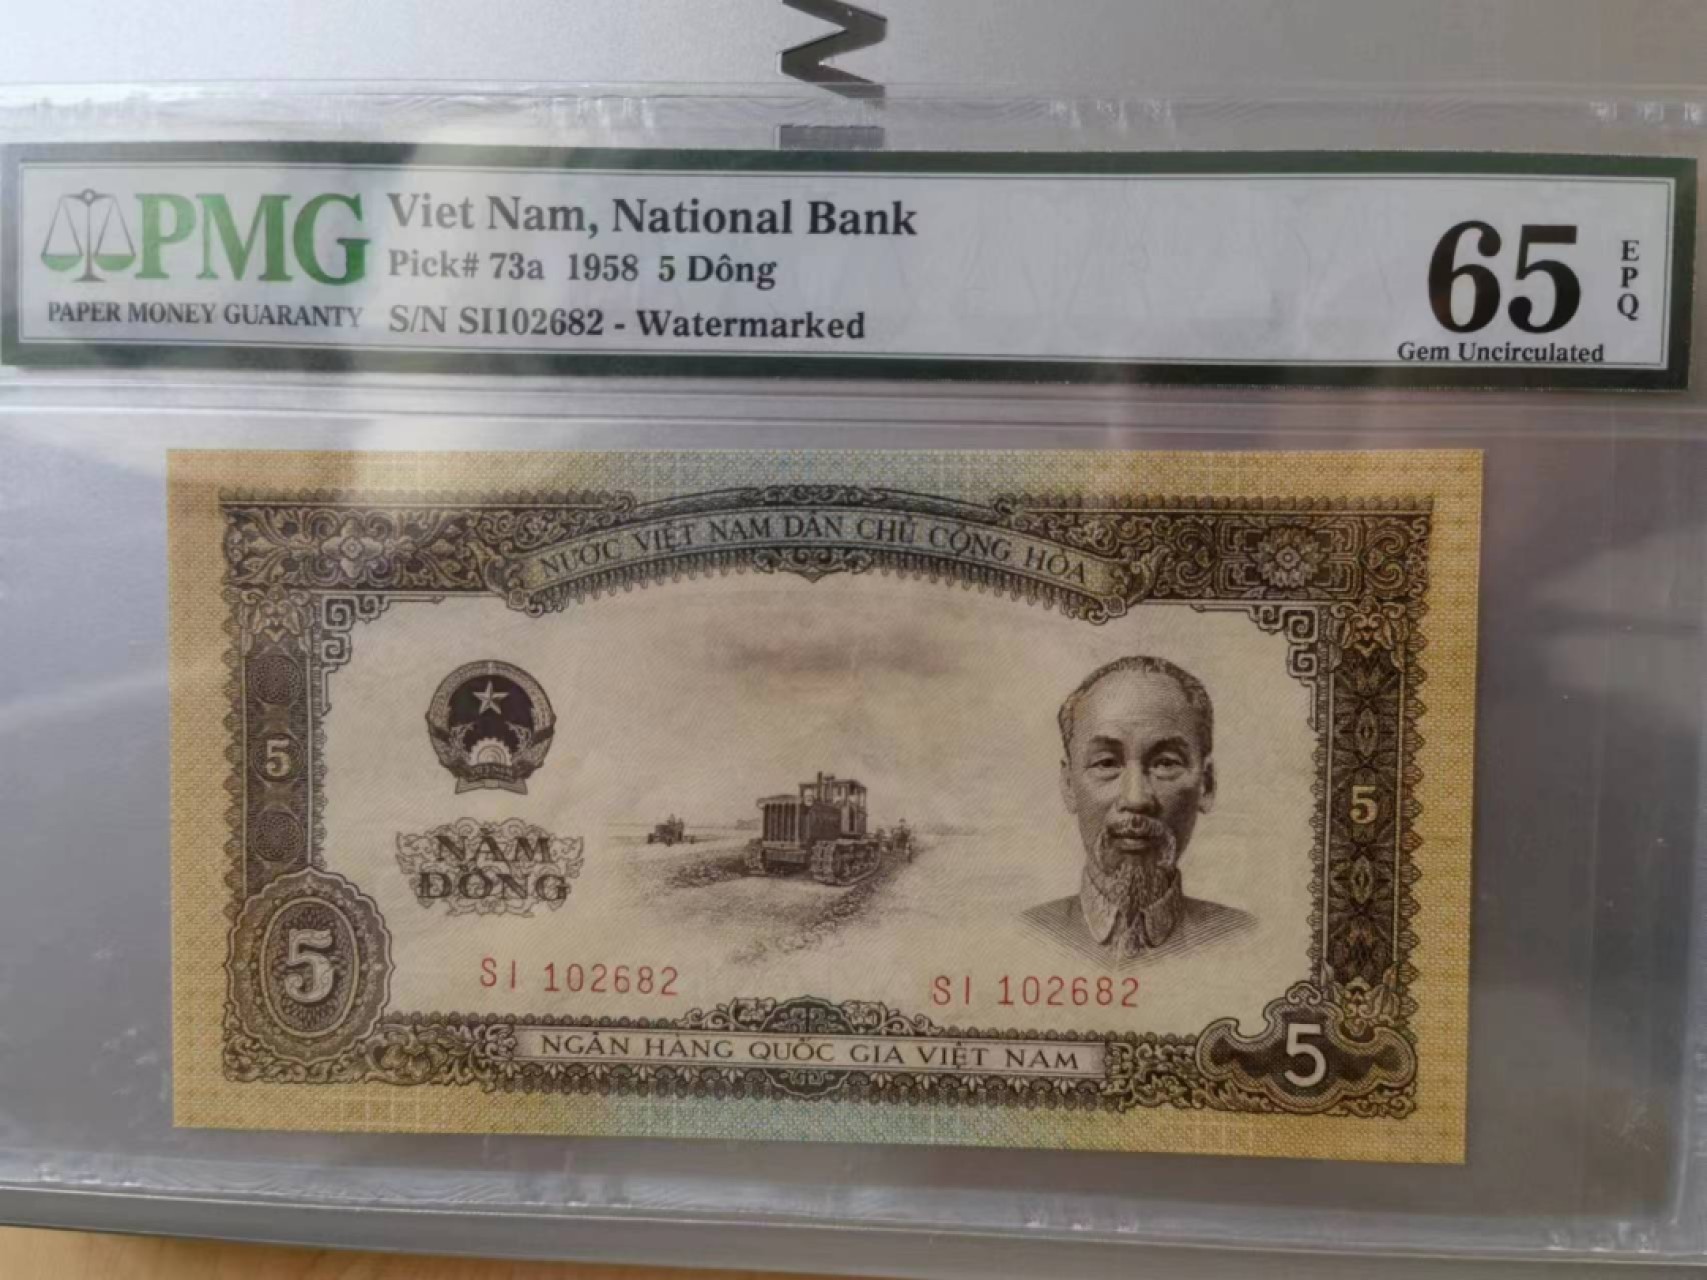 PMG
PAPER MONEY GUARANTY
Viet Nam, National Bank
Pick# 73a 1958 5 Dông
S/N SI102682 - Watermarked
65
EPQ
Gem Uncirculated
NƯỚC VIỆT NAM DÂN CHỦ CỘNG HÒA
5
5
NĂM
ĐỒNG
SI 102682
SI 102682
5
NGÂN HÀNG QUỐC GIA VIỆT NAM
5